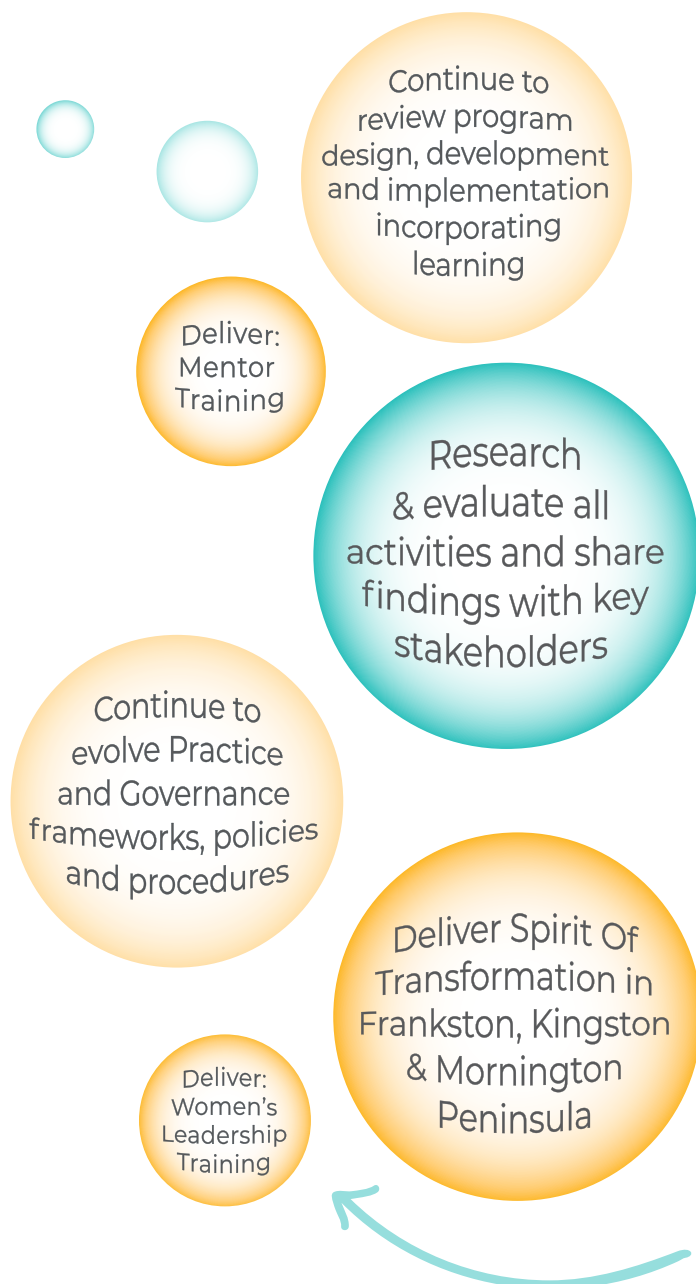 Continue to
review program
design, development
and implementation
incorporating
learning
Deliver:
Mentor
Training
Research
& evaluate all
activities and share
findings with key
stakeholders
Continue to
evolve Practice
and Governance
frameworks, policies
and procedures
Deliver Spirit Of
Transformation in
Frankston, Kingston
& Mornington
Peninsula
Deliver:
Women's
Leadership
Training